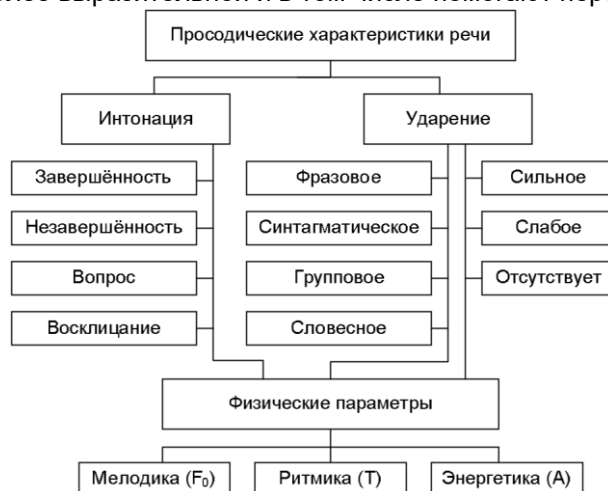 Просодические характеристики речи
Интонация
Ударение
Завершённость
Фразовое
Сильное
Незавершённость
Синтагматическое
Слабое
Вопрос
Групповое
Отсутствует
Восклицание
Словесное
Физические параметры
Мелодика (F₀)
Ритмика (T)
Энергетика (A)